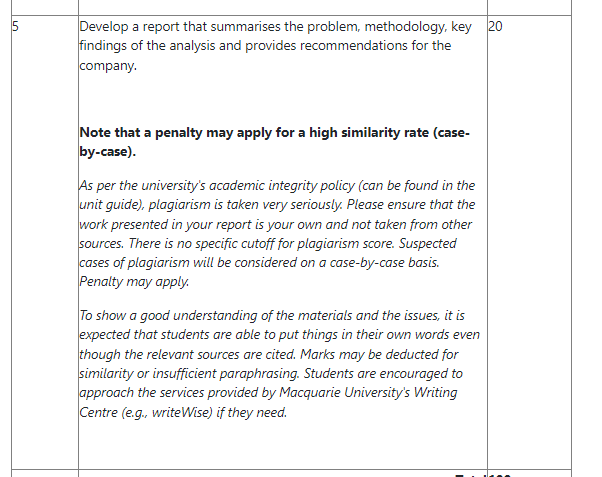 5
Develop a report that summarises the problem, methodology, key
20
findings of the analysis and provides recommendations for the
company.
Note that a penalty may apply for a high similarity rate (case-
by-case).
As per the university's academic integrity policy (can be found in the
unit guide), plagiarism is taken very seriously. Please ensure that the
work presented in your report is your own and not taken from other
sources. There is no specific cutoff for plagiarism score. Suspected
cases of plagiarism will be considered on a case-by-case basis.
Penalty may apply.
To show a good understanding of the materials and the issues, it is
expected that students are able to put things in their own words even
though the relevant sources are cited. Marks may be deducted for
similarity or insufficient paraphrasing. Students are encouraged to
approach the services provided by Macquarie University's Writing
Centre (e.g., writeWise) if they need.